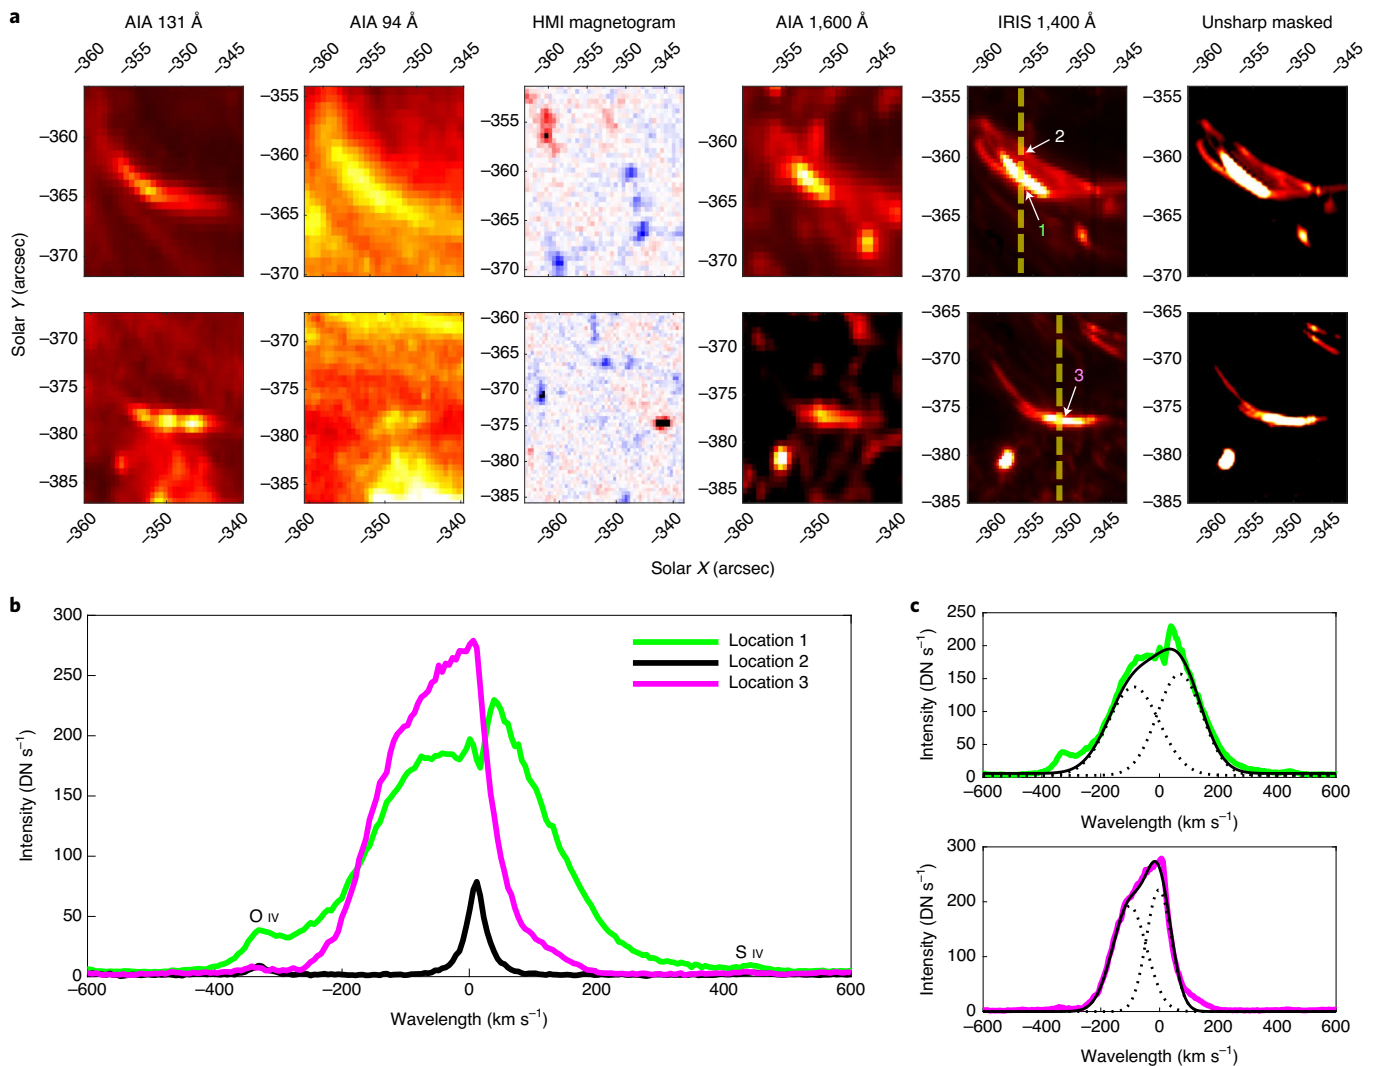 a
AIA 131 Å AIA 94 Å HMI magnetogram AIA 1,600 Å IRIS 1,400 Å Unsharp masked
–360 –355 –350 –345 –360 –355 –350 –345 –360 –355 –350 –345 –355 –350 –345 –360 –355 –350 –345 –360 –355 –350 –345
–360 –365 –370
–355 –360 –365 –370
–355 –360 –365 –370
–360 –365 –370
–355 –360 –365 –370
–355 –360 –365 –370
2
1
Solar Y (arcsec)
–370 –375 –380 –385
–370 –375 –380 –385
–360 –365 –370 –375 –380 –385
–370 –375 –380 –385
–365 –370 –375 –380 –385
–365 –370 –375 –380 –385
3
–360 –350 –340 –360 –350 –340 –360 –350 –340 –360 –350 –340 –360 –355 –350 –345 –360 –355 –350 –345
Solar X (arcsec)
b
300
250
200
150
100
50
0
Intensity (DN s–1)
Location 1
Location 2
Location 3
O IV
S IV
–600 –400 –200 0 200 400 600
Wavelength (km s–1)
c
250
200
150
100
50
0
Intensity (DN s–1)
–600 –400 –200 0 200 400 600
Wavelength (km s–1)
300
200
100
0
Intensity (DN s–1)
–600 –400 –200 0 200 400 600
Wavelength (km s–1)